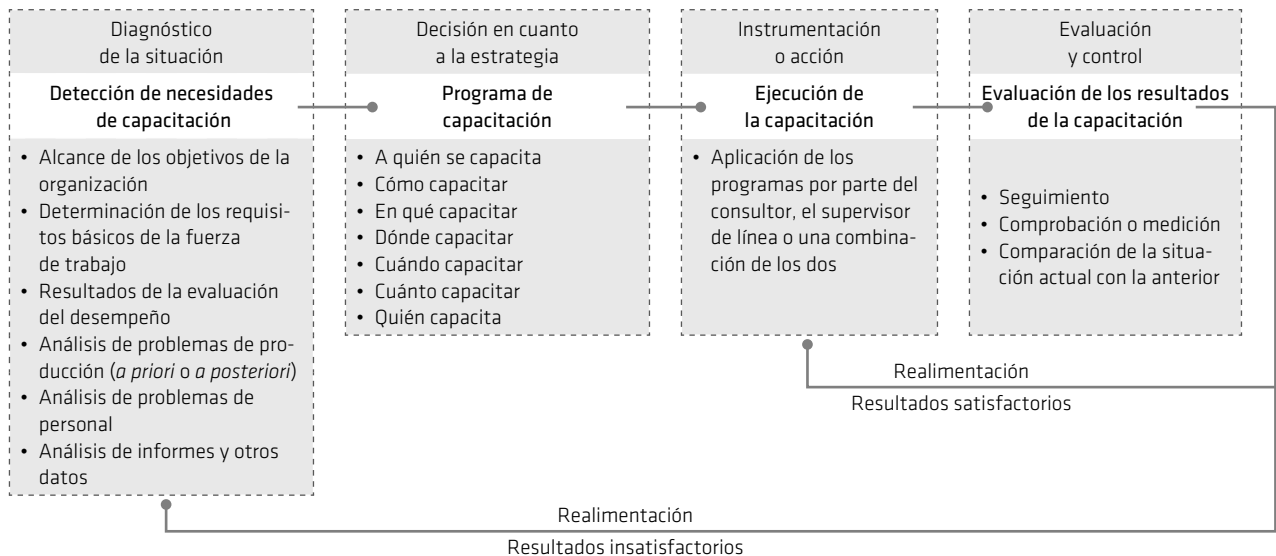 Diagnóstico
de la situación
Detección de necesidades
de capacitación
• Alcance de los objetivos de la
organización
• Determinación de los requisi-
tos básicos de la fuerza
de trabajo
• Resultados de la evaluación
del desempeño
• Análisis de problemas de pro-
ducción (a priori o a posteriori)
• Análisis de problemas de
personal
• Análisis de informes y otros
datos
Decisión en cuanto
a la estrategia
Programa de
capacitación
• A quién se capacita
• Cómo capacitar
• En qué capacitar
• Dónde capacitar
• Cuándo capacitar
• Cuánto capacitar
• Quién capacita
Instrumentación
o acción
Ejecución de
la capacitación
• Aplicación de los
programas por parte del
consultor, el supervisor
de línea o una combina-
ción de los dos
Evaluación
y control
Evaluación de los resultados
de la capacitación
• Seguimiento
• Comprobación o medición
• Comparación de la situa-
ción actual con la anterior
Realimentación
Resultados satisfactorios
Realimentación
Resultados insatisfactorios